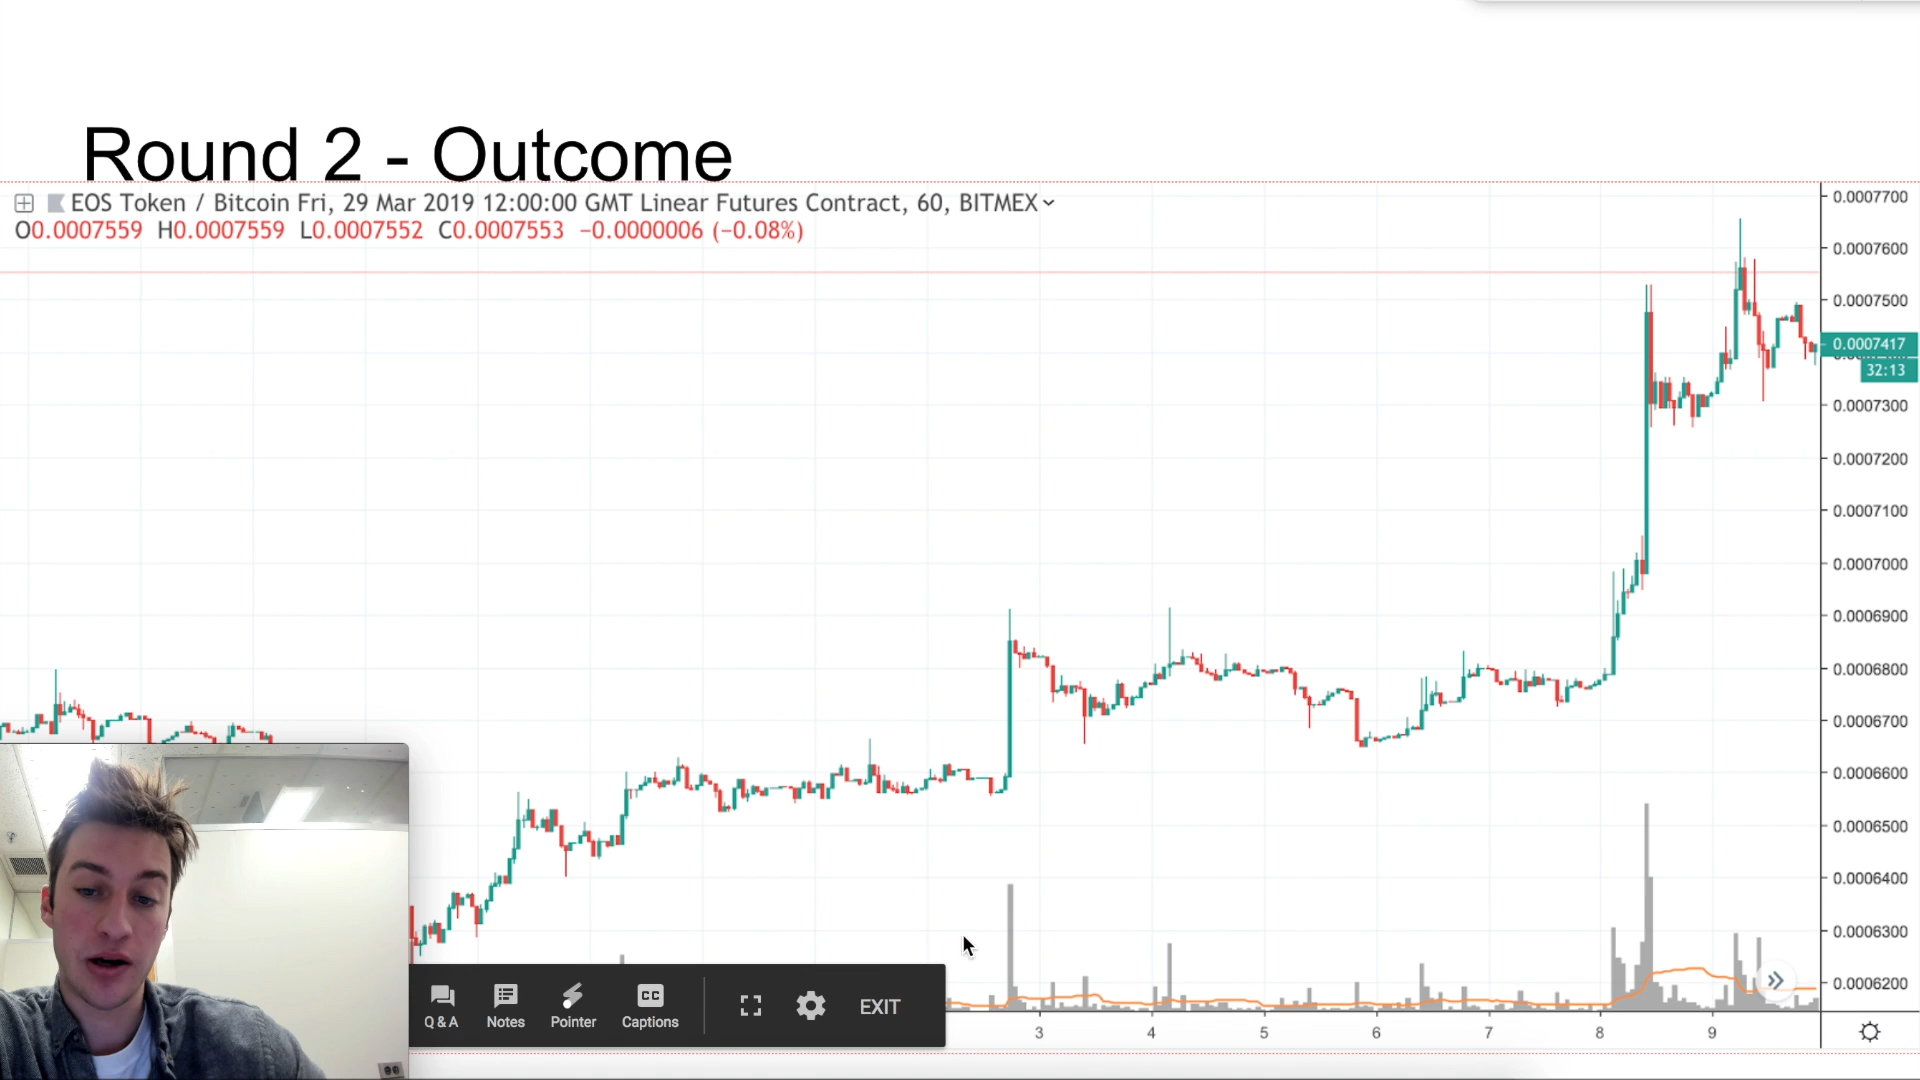 Round 2 - Outcome
EOS Token / Bitcoin Fri, 29 Mar 2019 12:00:00 GMT Linear Futures Contract, 60, BITMEX
O0.0007559 H0.0007559 L0.0007552 C0.0007553 −0.0000006 (−0.08%)
0.0007700
0.0007600
0.0007500
0.0007417
32:13
0.0007300
0.0007200
0.0007100
0.0007000
0.0006900
0.0006800
0.0006700
0.0006600
0.0006500
0.0006400
0.0006300
0.0006200
3 4 5 6 7 8 9
CC
Q & A Notes Pointer Captions EXIT